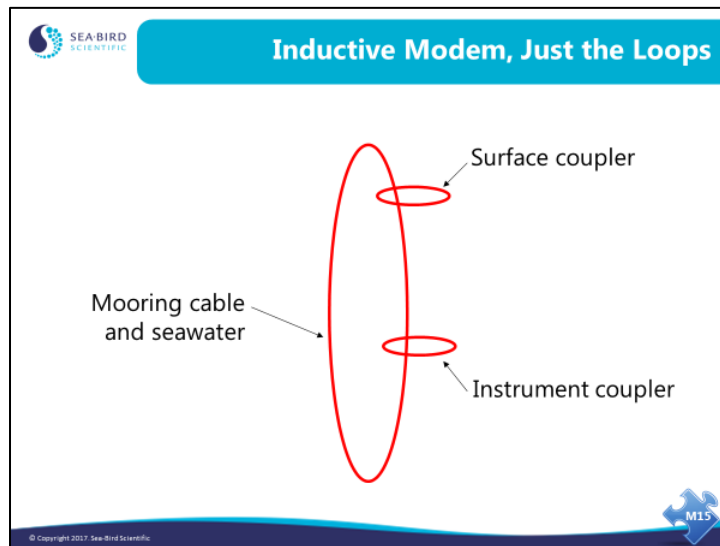 SEA·BIRD
SCIENTIFIC
Inductive Modem, Just the Loops
Surface coupler
Mooring cable
and seawater
Instrument coupler
M15
© Copyright 2017. Sea-Bird Scientific